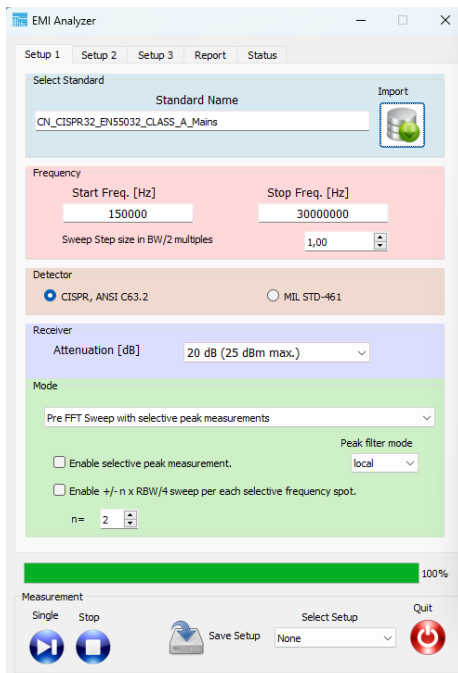 EMI Analyzer
Setup 1 Setup 2 Setup 3 Report Status
Select Standard
Standard Name
Import
CN_CISPR32_EN55032_CLASS_A_Mains
Frequency
Start Freq. [Hz] Stop Freq. [Hz]
150000 30000000
Sweep Step size in BW/2 multiples 1,00
Detector
CISPR, ANSI C63.2 MIL STD-461
Receiver
Attenuation [dB] 20 dB (25 dBm max.)
Mode
Pre FFT Sweep with selective peak measurements
Peak filter mode
Enable selective peak measurement. local
Enable +/- n x RBW/4 sweep per each selective frequency spot.
n= 2
100%
Measurement
Single Stop Save Setup Select Setup Quit
None